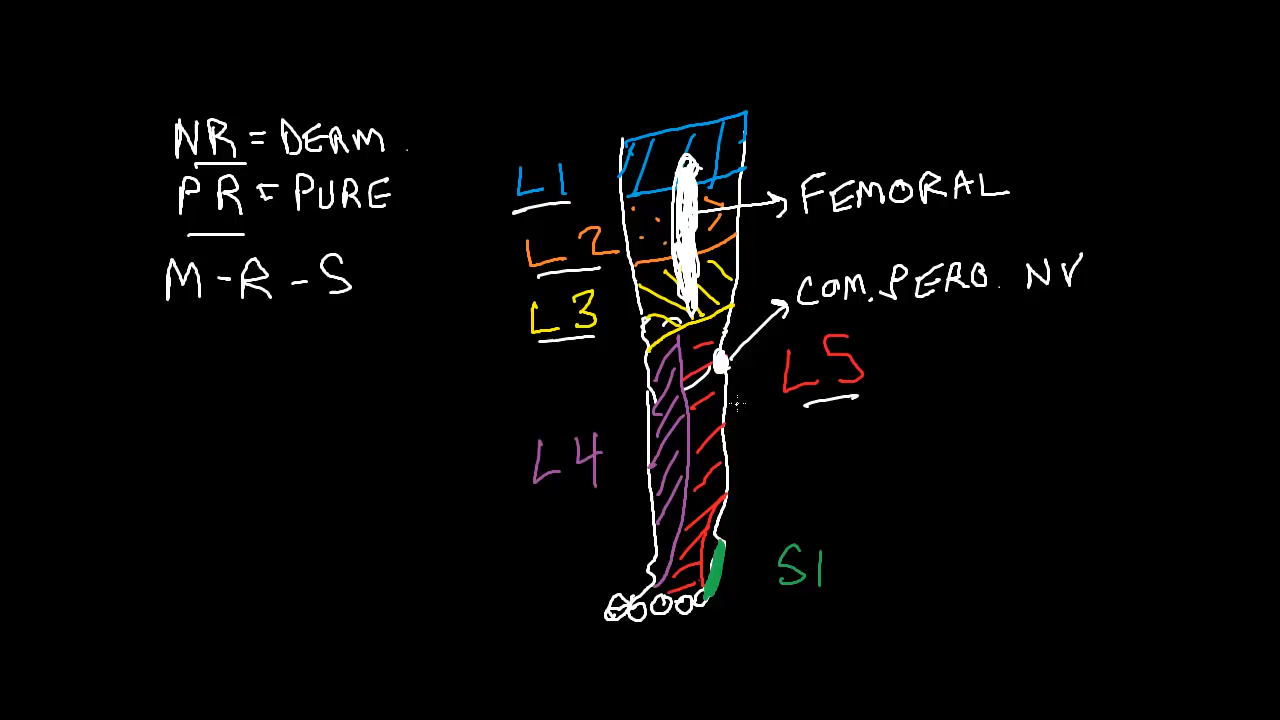 NR = DERM.
PR = PURE
M - R - S
L1
L2
L3
L4
FEMORAL
COM. PERO. NV
L5
S1